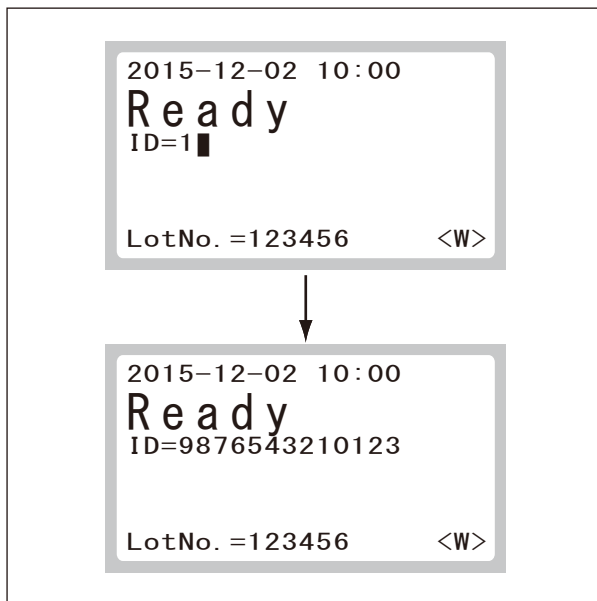 2015-12-02 10:00
Ready
ID=1
LotNo.=123456 <W>
2015-12-02 10:00
Ready
ID=9876543210123
LotNo.=123456 <W>